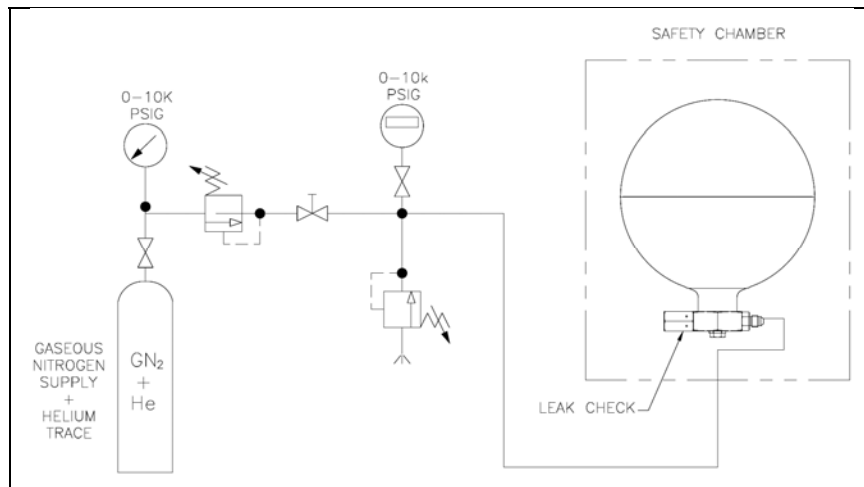 SAFETY CHAMBER
0-10K
PSIG
0-10k
PSIG
GASEOUS
NITROGEN
SUPPLY
+
HELIUM
TRACE
GN₂
+
He
LEAK CHECK